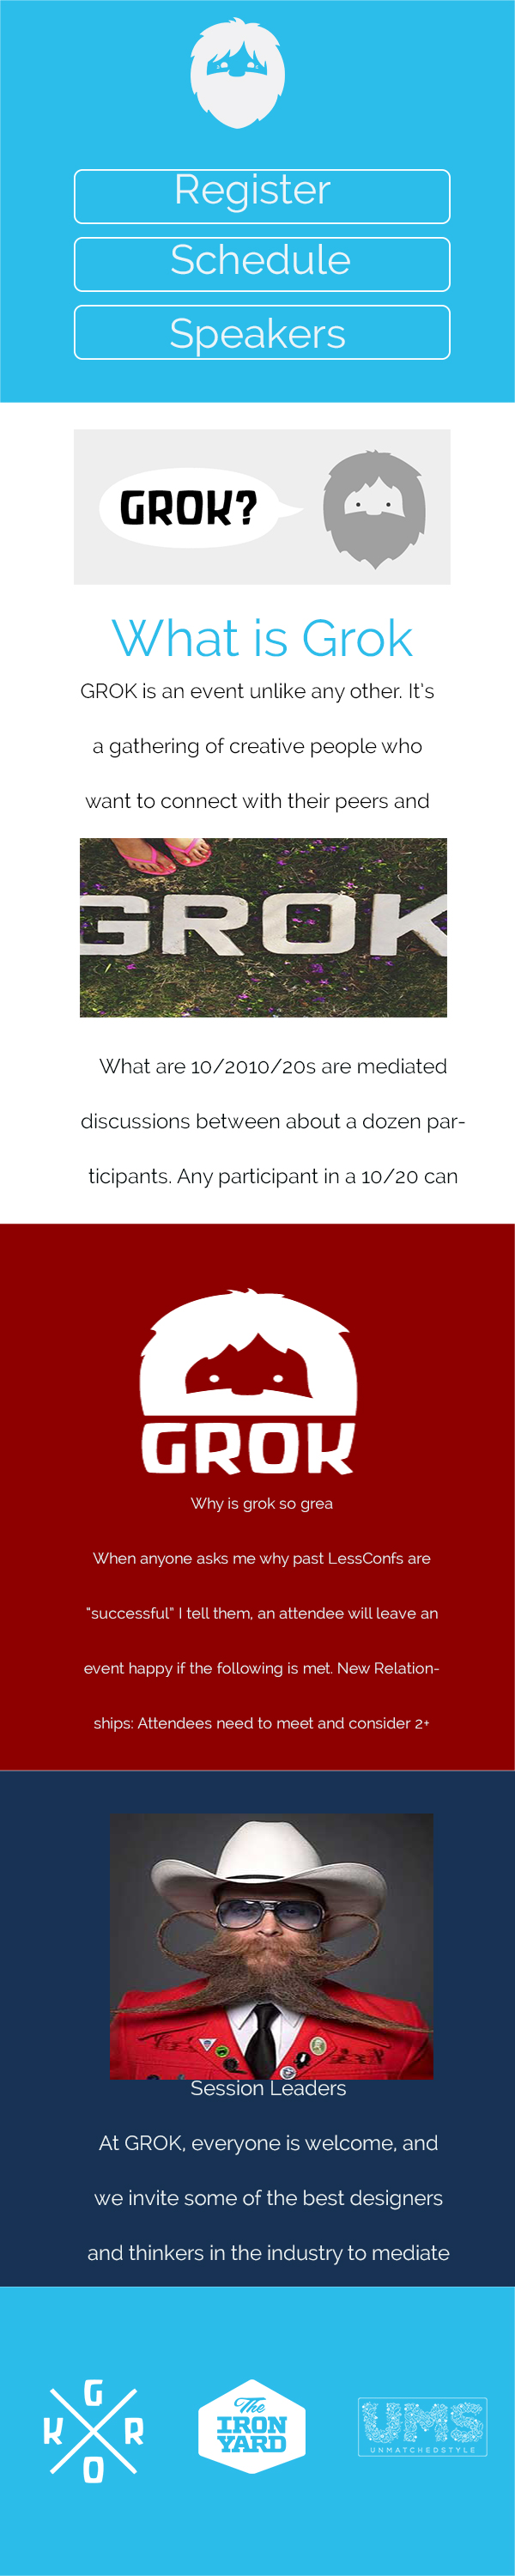 Register
Schedule
Speakers
GROK?
What is Grok
GROK is an event unlike any other. It's
a gathering of creative people who
want to connect with their peers and
GROK
What are 10/2010/20s are mediated
discussions between about a dozen par-
ticipants. Any participant in a 10/20 can
GROK
Why is grok so grea
When anyone asks me why past LessConfs are
"successful" I tell them, an attendee will leave an
event happy if the following is met. New Relation-
ships: Attendees need to meet and consider 2+
Session Leaders
At GROK, everyone is welcome, and
we invite some of the best designers
and thinkers in the industry to mediate
G
K R
O
The
IRON
YARD
UMS
UNMATCHEDSTYLE